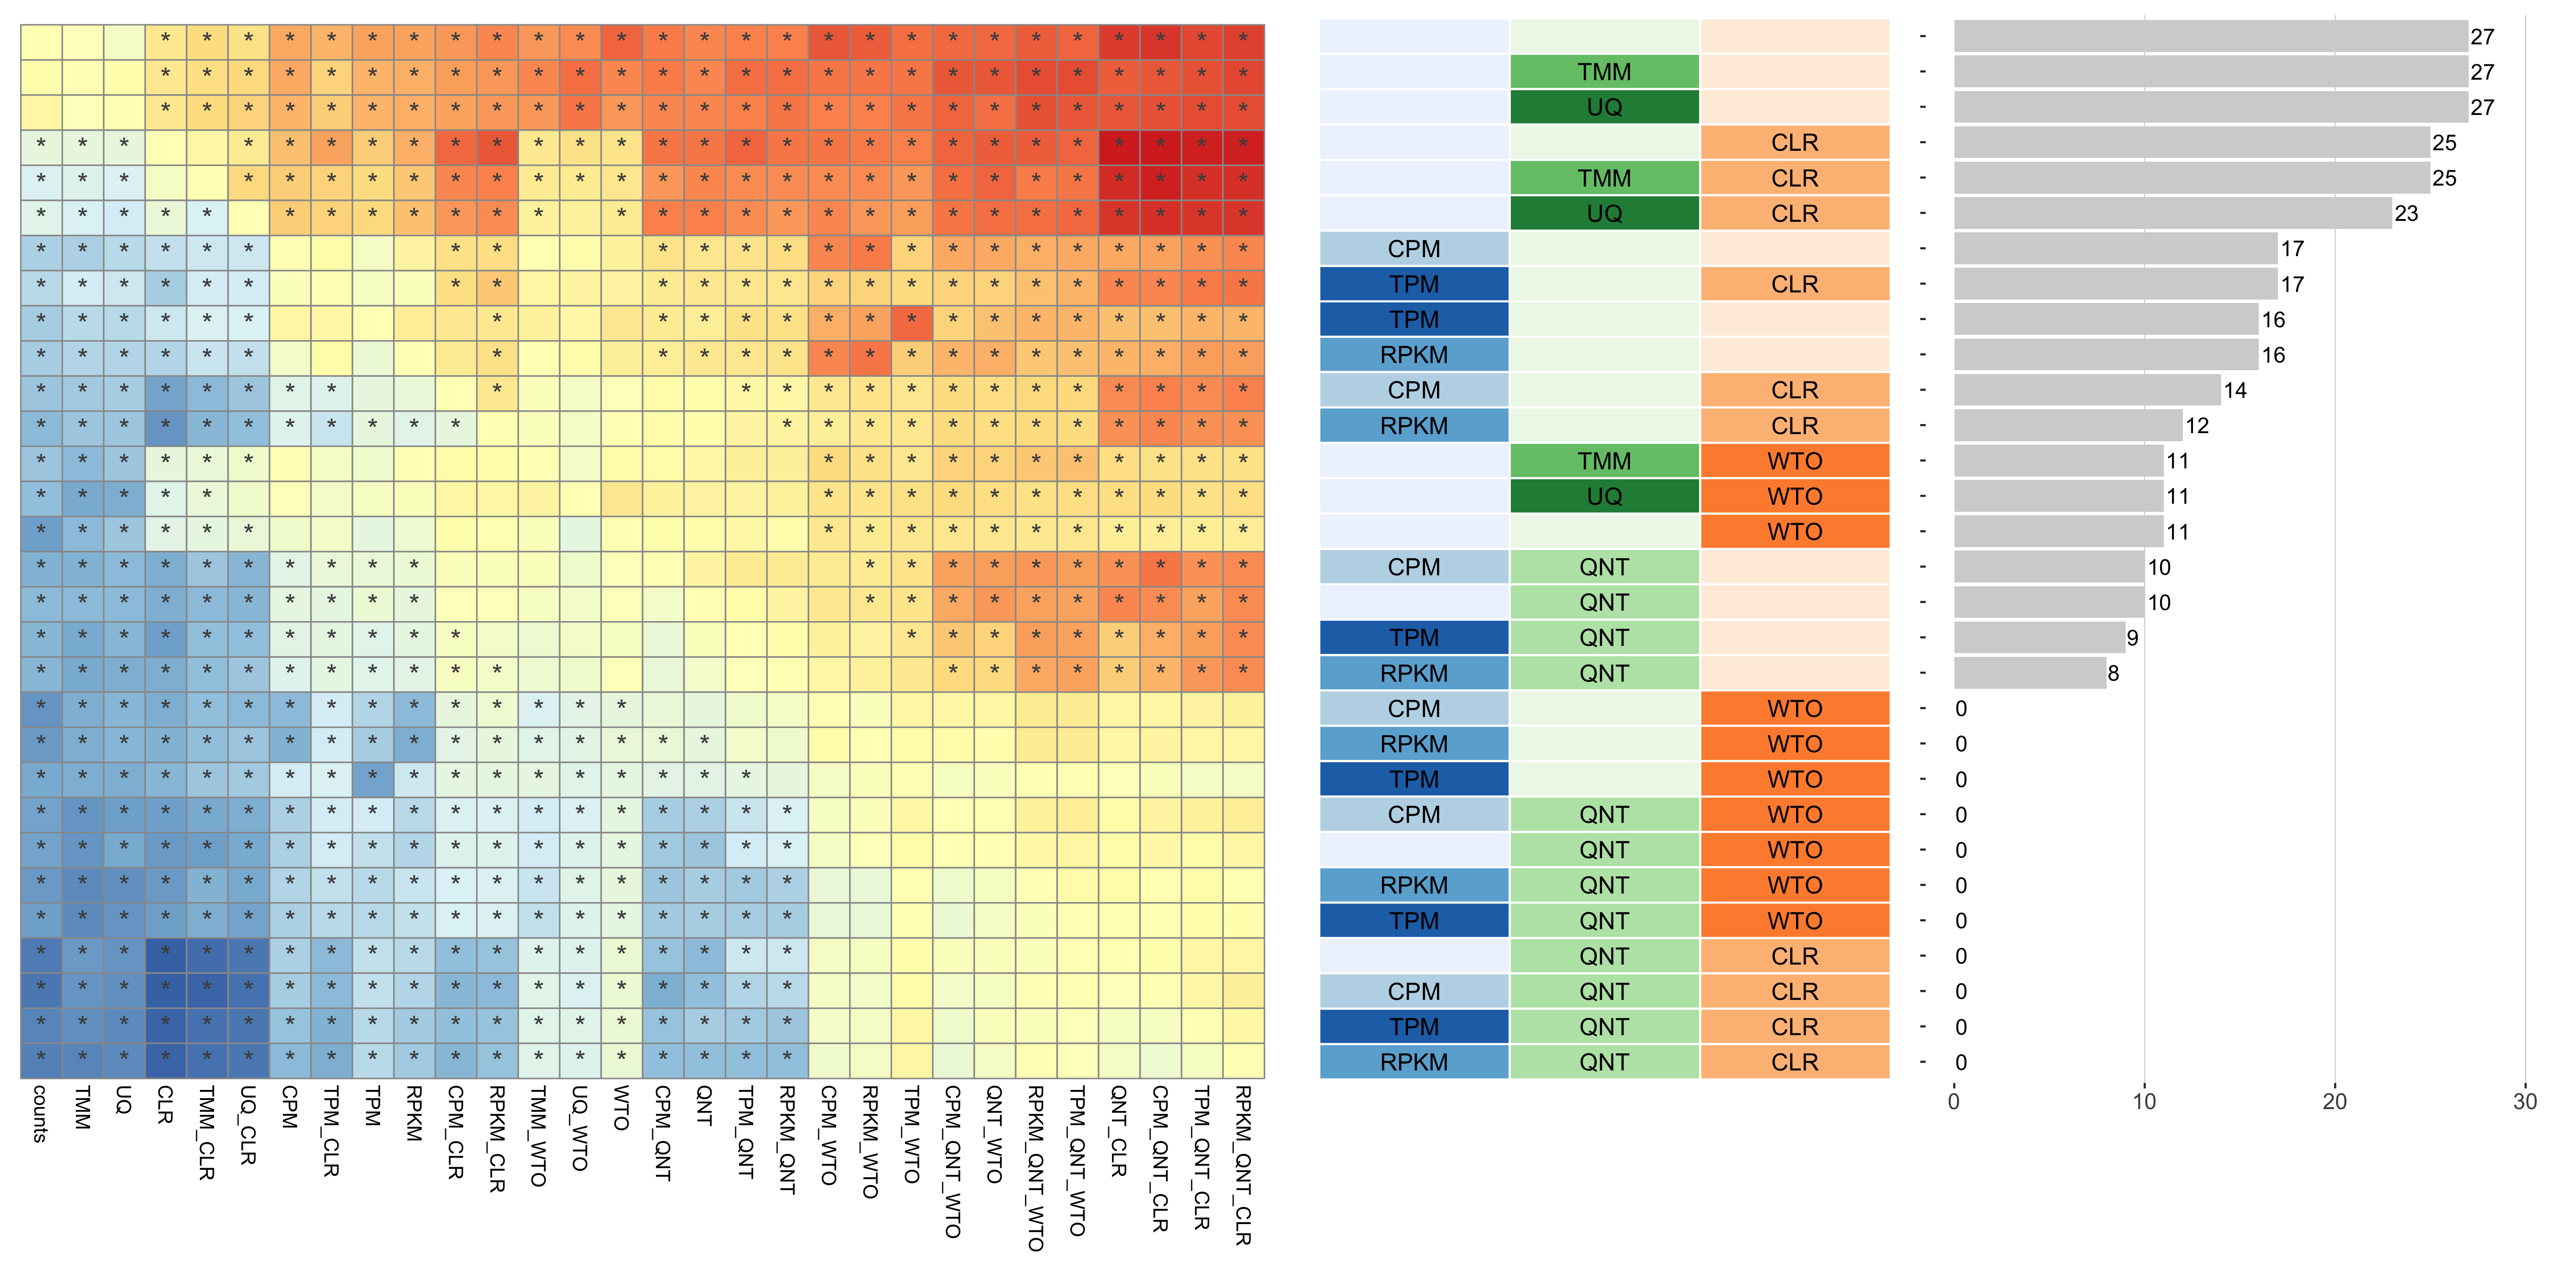 - 27
TMM - 27
UQ - 27
CLR - 25
TMM CLR - 25
UQ CLR - 23
CPM - 17
TPM CLR - 17
TPM - 16
RPKM - 16
CPM CLR - 14
RPKM CLR - 12
TMM WTO - 11
UQ WTO - 11
WTO - 11
CPM QNT - 10
QNT - 10
TPM QNT - 9
RPKM QNT - 8
CPM WTO - 0
RPKM WTO - 0
TPM WTO - 0
CPM QNT WTO - 0
QNT WTO - 0
RPKM QNT WTO - 0
TPM QNT WTO - 0
QNT CLR - 0
CPM QNT CLR - 0
TPM QNT CLR - 0
RPKM QNT CLR - 0
counts
TMM
UQ
CLR
TMM_CLR
UQ_CLR
CPM
TPM_CLR
TPM
RPKM
CPM_CLR
RPKM_CLR
TMM_WTO
UQ_WTO
WTO
CPM_QNT
QNT
TPM_QNT
RPKM_QNT
CPM_WTO
RPKM_WTO
TPM_WTO
CPM_QNT_WTO
QNT_WTO
RPKM_QNT_WTO
TPM_QNT_WTO
QNT_CLR
CPM_QNT_CLR
TPM_QNT_CLR
RPKM_QNT_CLR
0 10 20 30